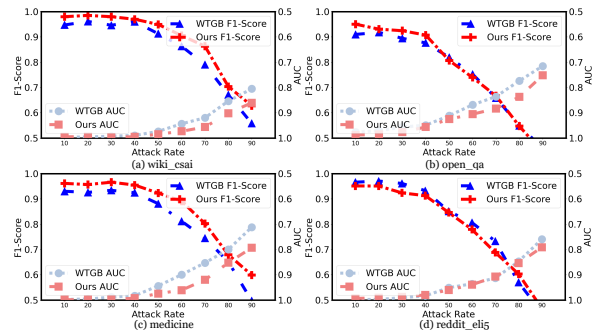 1.0 0.9 0.8 0.7 0.6 0.5
F1-Score
WTGB F1-Score
Ours F1-Score
WTGB AUC
Ours AUC
0.5 0.6 0.7 0.8 0.9 1.0
AUC
10 20 30 40 50 60 70 80 90
Attack Rate
(a) wiki_csai
1.0 0.9 0.8 0.7 0.6 0.5
F1-Score
WTGB F1-Score
Ours F1-Score
WTGB AUC
Ours AUC
0.5 0.6 0.7 0.8 0.9 1.0
AUC
10 20 30 40 50 60 70 80 90
Attack Rate
(b) open_qa
1.0 0.9 0.8 0.7 0.6 0.5
F1-Score
WTGB F1-Score
Ours F1-Score
WTGB AUC
Ours AUC
0.5 0.6 0.7 0.8 0.9 1.0
AUC
10 20 30 40 50 60 70 80 90
Attack Rate
(c) medicine
1.0 0.9 0.8 0.7 0.6 0.5
F1-Score
WTGB F1-Score
Ours F1-Score
WTGB AUC
Ours AUC
0.5 0.6 0.7 0.8 0.9 1.0
AUC
10 20 30 40 50 60 70 80 90
Attack Rate
(d) reddit_eli5